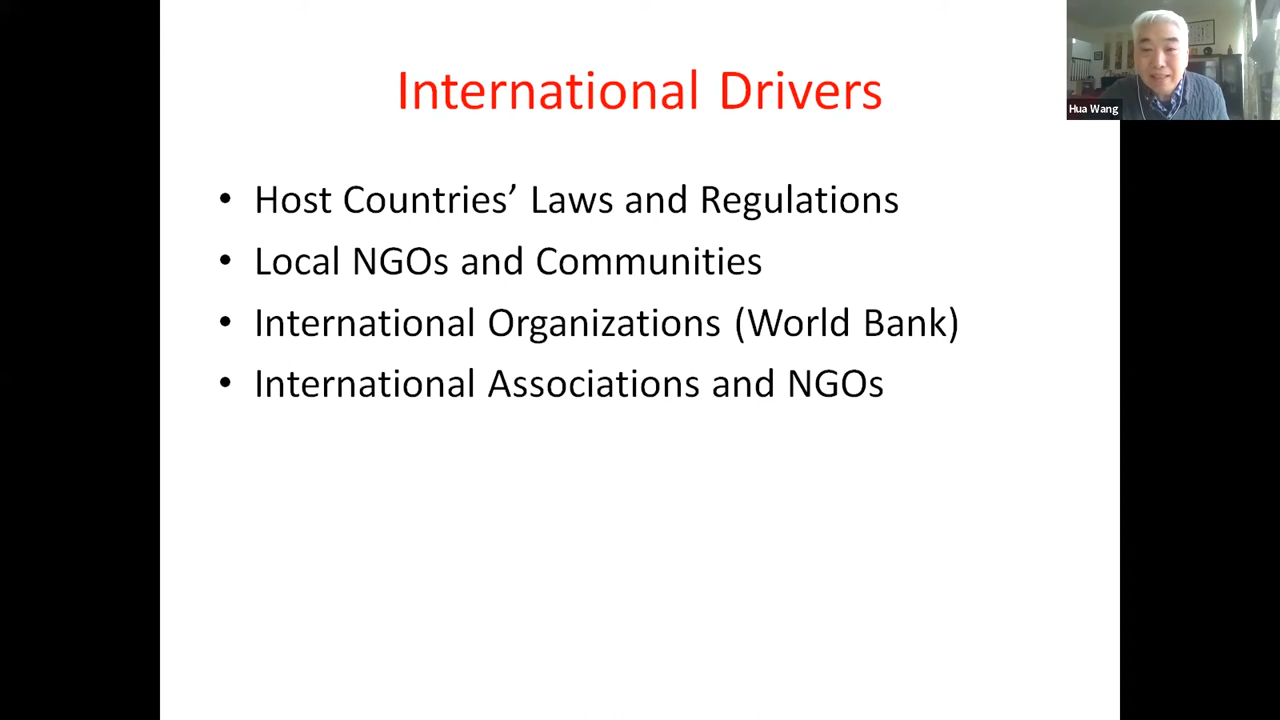 International Drivers
• Host Countries’ Laws and Regulations
• Local NGOs and Communities
• International Organizations (World Bank)
• International Associations and NGOs
Hua Wang